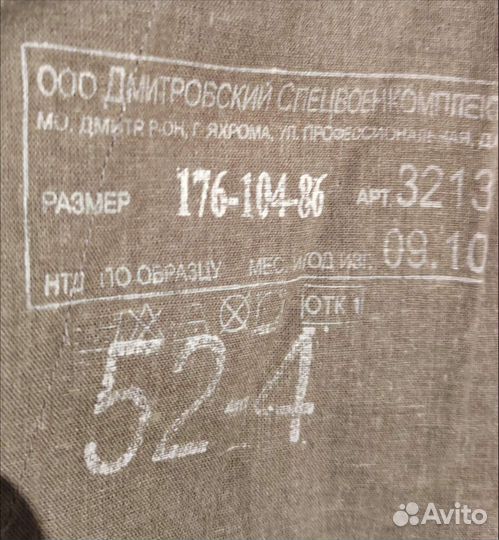 ООО ДМИТРОВСКИЙ СПЕЦВОЕНКОМПЛЕ
МО, ДМИТР Р-ОН, Г. ЯХРОМА, УЛ. ПРОФЕССИОНАЛЬНАЯ, Д
РАЗМЕР 176-104-86 АРТ. 3213
НТД ПО ОБРАЗЦУ МЕС. И ГОД ИЗГ. 09.10
ОТК 1
52-4
Avito